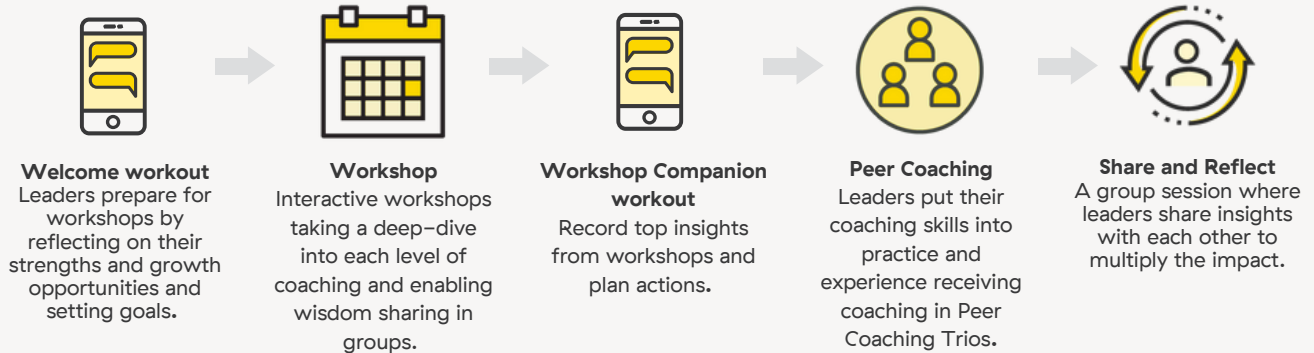 Welcome workout
Leaders prepare for
workshops by
reflecting on their
strengths and growth
opportunities and
setting goals.
Workshop
Interactive workshops
taking a deep-dive
into each level of
coaching and enabling
wisdom sharing in
groups.
Workshop Companion
workout
Record top insights
from workshops and
plan actions.
Peer Coaching
Leaders put their
coaching skills into
practice and
experience receiving
coaching in Peer
Coaching Trios.
Share and Reflect
A group session where
leaders share insights
with each other to
multiply the impact.